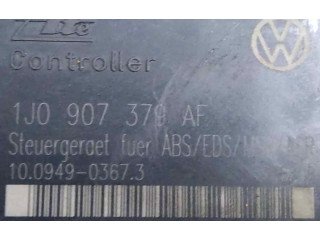 Controller
1J0 907 379 AF
Steuergeraet fuer ABS/EDS/
10.0949-0367.3